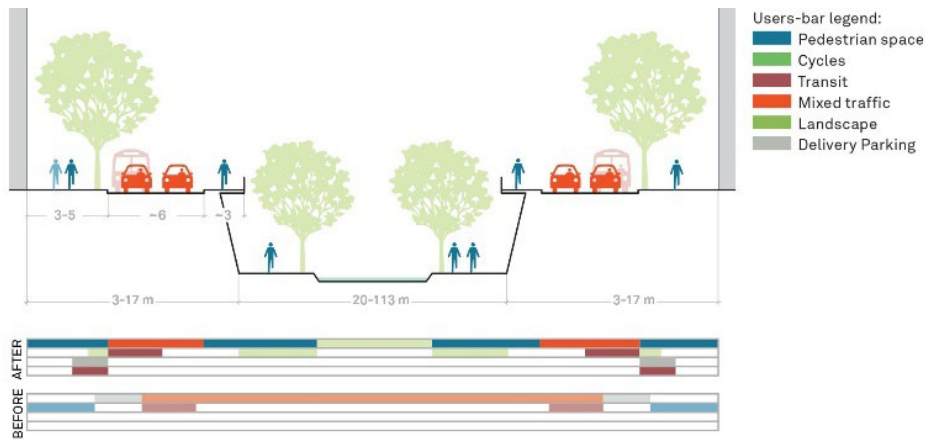 Users-bar legend:
Pedestrian space
Cycles
Transit
Mixed traffic
Landscape
Delivery Parking
3-5
~6
~3
3-17 m
20-113 m
3-17 m
AFTER
BEFORE